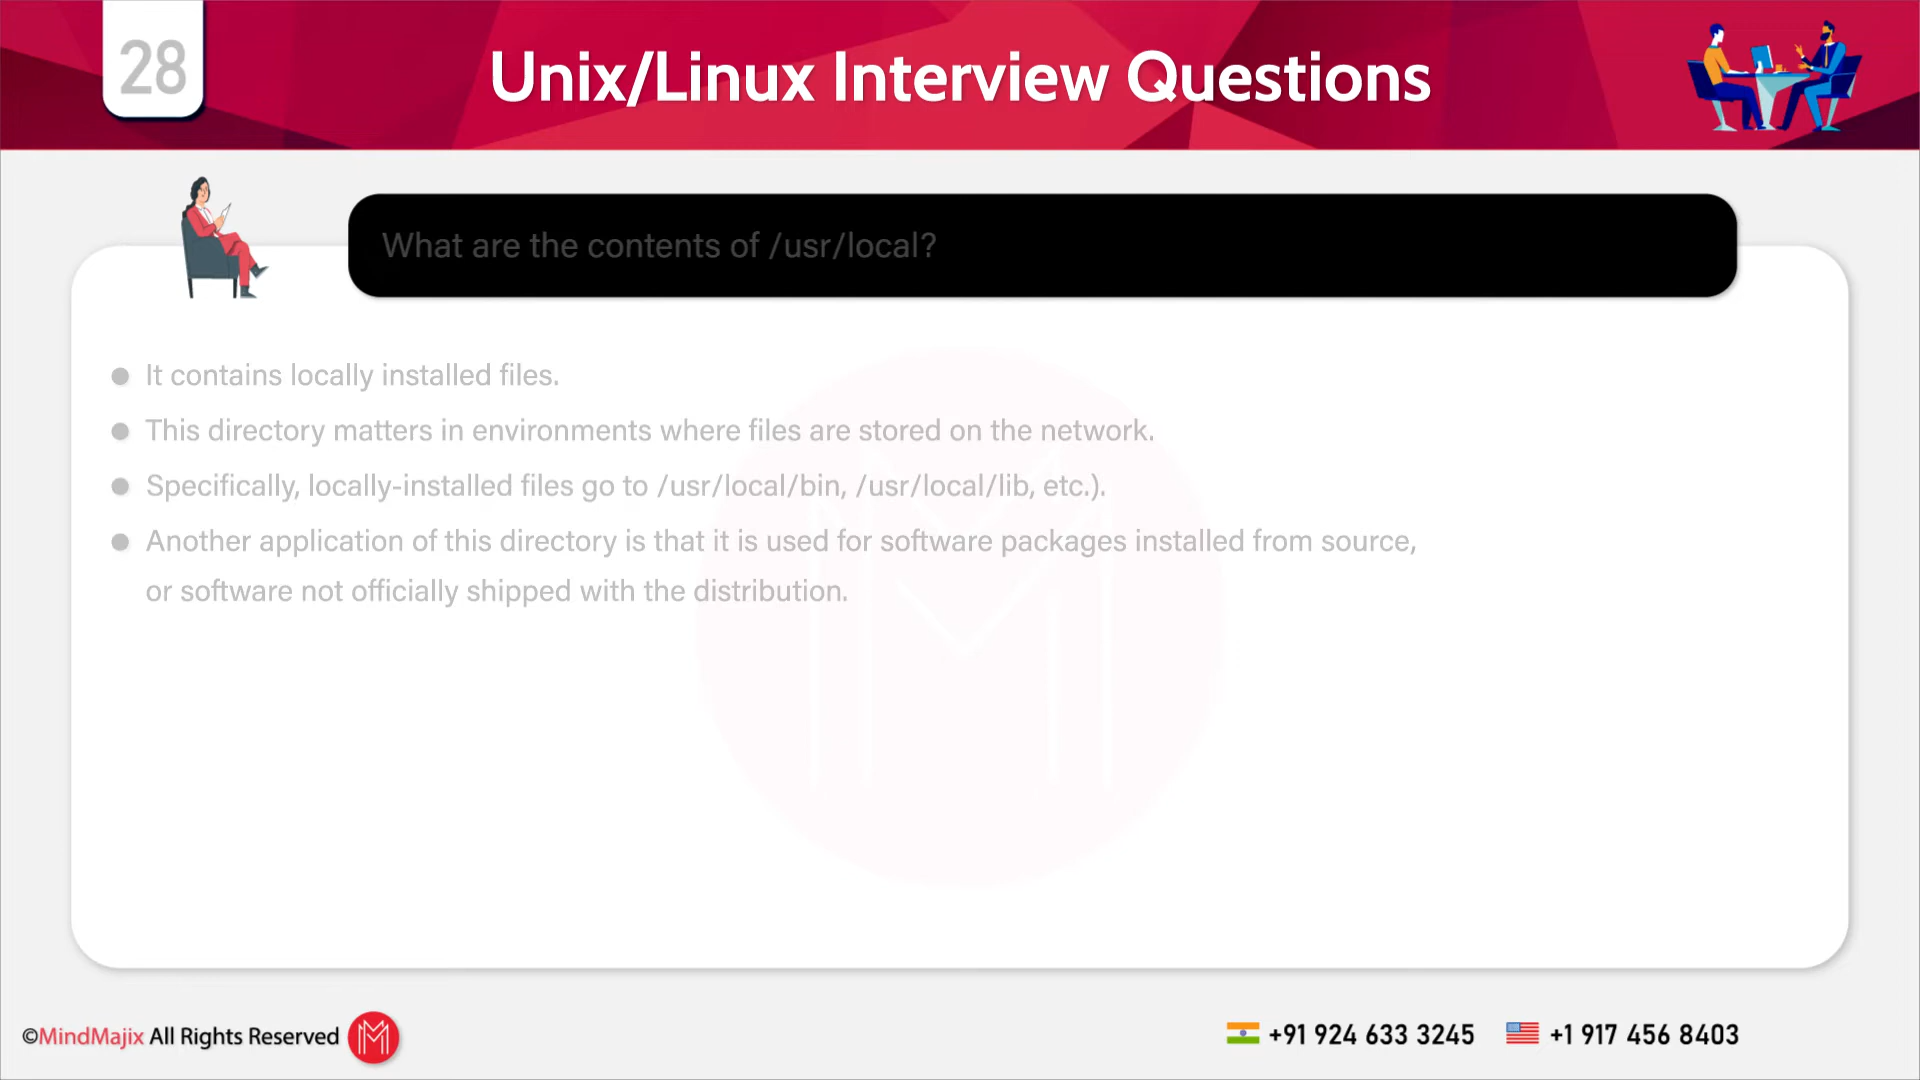 28
Unix/Linux Interview Questions
What are the contents of /usr/local?
● It contains locally installed files.
● This directory matters in environments where files are stored on the network.
● Specifically, locally-installed files go to /usr/local/bin, /usr/local/lib, etc.).
● Another application of this directory is that it is used for software packages installed from source,
or software not officially shipped with the distribution.
©MindMajix All Rights Reserved
+91 924 633 3245
+1 917 456 8403